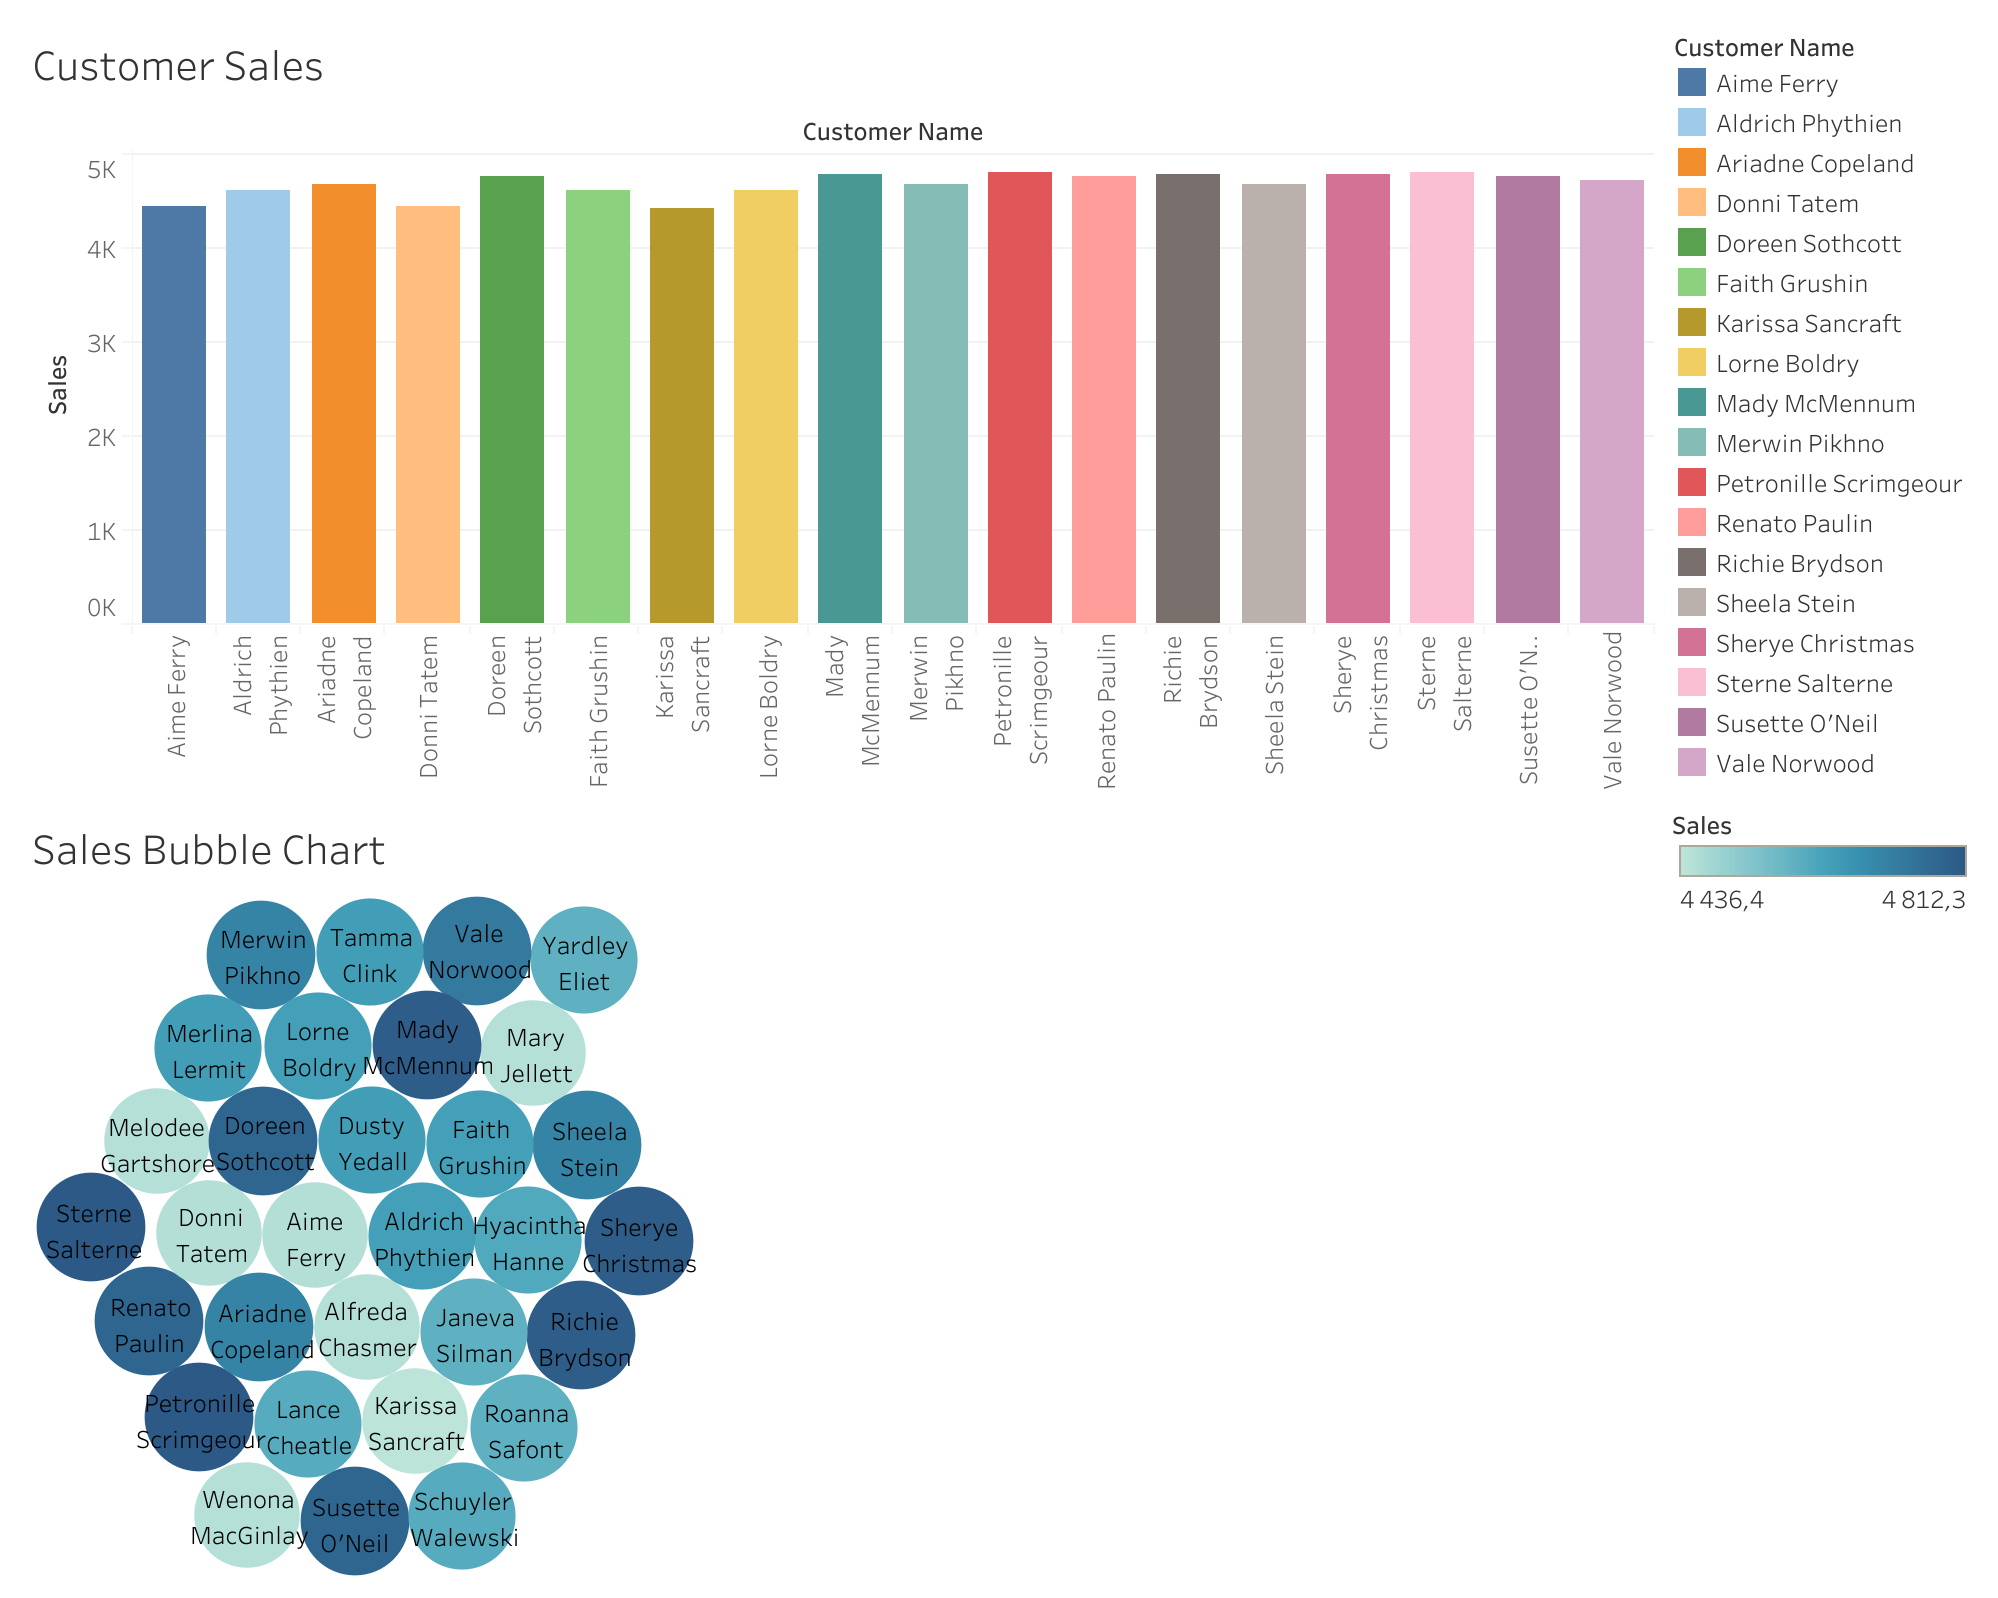 Customer Sales
Customer Name
5K
4K
3K
2K
1K
0K
Sales
Aime Ferry
Aldrich
Phythien
Ariadne
Copeland
Donni Tatem
Doreen
Sothcott
Faith Grushin
Karissa
Sancraft
Lorne Boldry
Mady
McMennum
Merwin
Pikhno
Petronille
Scrimgeour
Renato Paulin
Richie
Brydson
Sheela Stein
Sherye
Christmas
Sterne
Salterne
Susette O'N..
Vale Norwood
Customer Name
Aime Ferry
Aldrich Phythien
Ariadne Copeland
Donni Tatem
Doreen Sothcott
Faith Grushin
Karissa Sancraft
Lorne Boldry
Mady McMennum
Merwin Pikhno
Petronille Scrimgeour
Renato Paulin
Richie Brydson
Sheela Stein
Sherye Christmas
Sterne Salterne
Susette O'Neil
Vale Norwood
Sales
4 436,4
4 812,3
Sales Bubble Chart
Merwin
Pikhno
Tamma
Clink
Vale
Norwood
Yardley
Eliet
Merlina
Lermit
Lorne
Boldry
Mady
McMennum
Mary
Jellett
Melodee
Gartshore
Doreen
Sothcott
Dusty
Yedall
Faith
Grushin
Sheela
Stein
Sterne
Salterne
Donni
Tatem
Aime
Ferry
Aldrich
Phythien
Hyacintha
Hanne
Sherye
Christmas
Renato
Paulin
Ariadne
Copeland
Alfreda
Chasmer
Janeva
Silman
Richie
Brydson
Petronille
Scrimgeour
Lance
Cheatle
Karissa
Sancraft
Roanna
Safont
Wenona
MacGinlay
Susette
O'Neil
Schuyler
Walewski